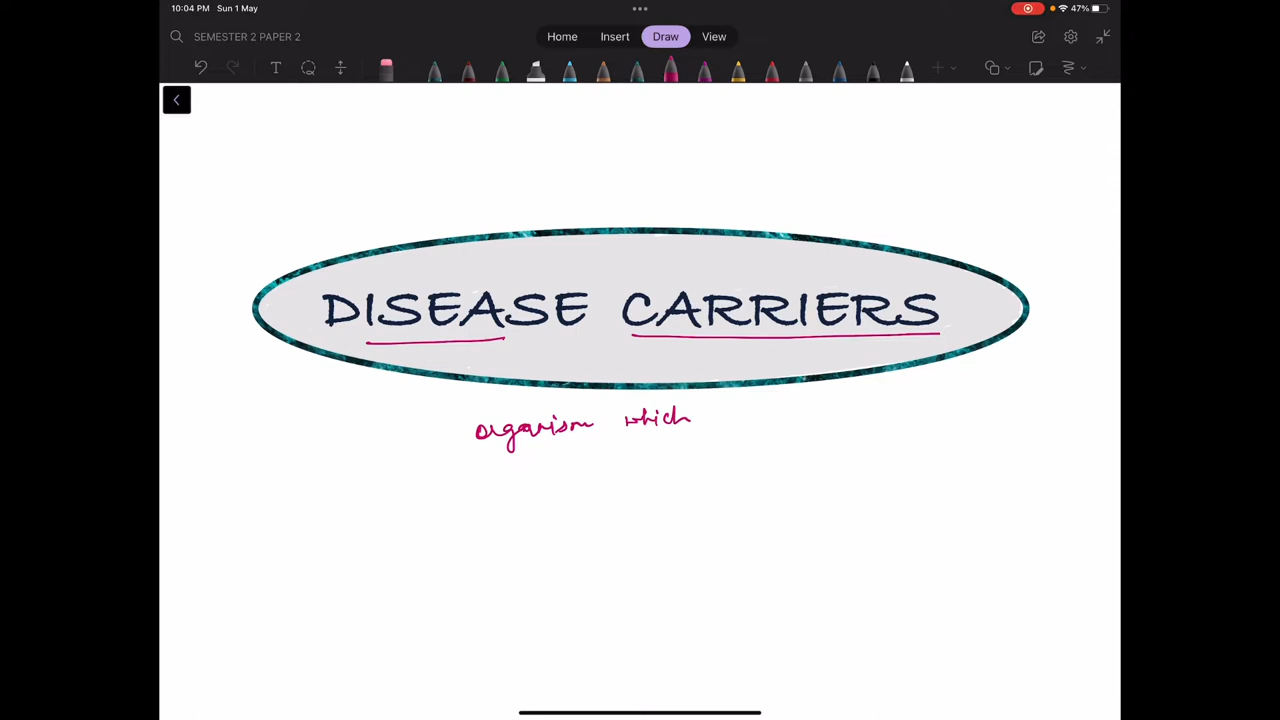 10:04 PM Sun 1 May
47%
SEMESTER 2 PAPER 2
Home Insert Draw View
T
DISEASE CARRIERS
organism which